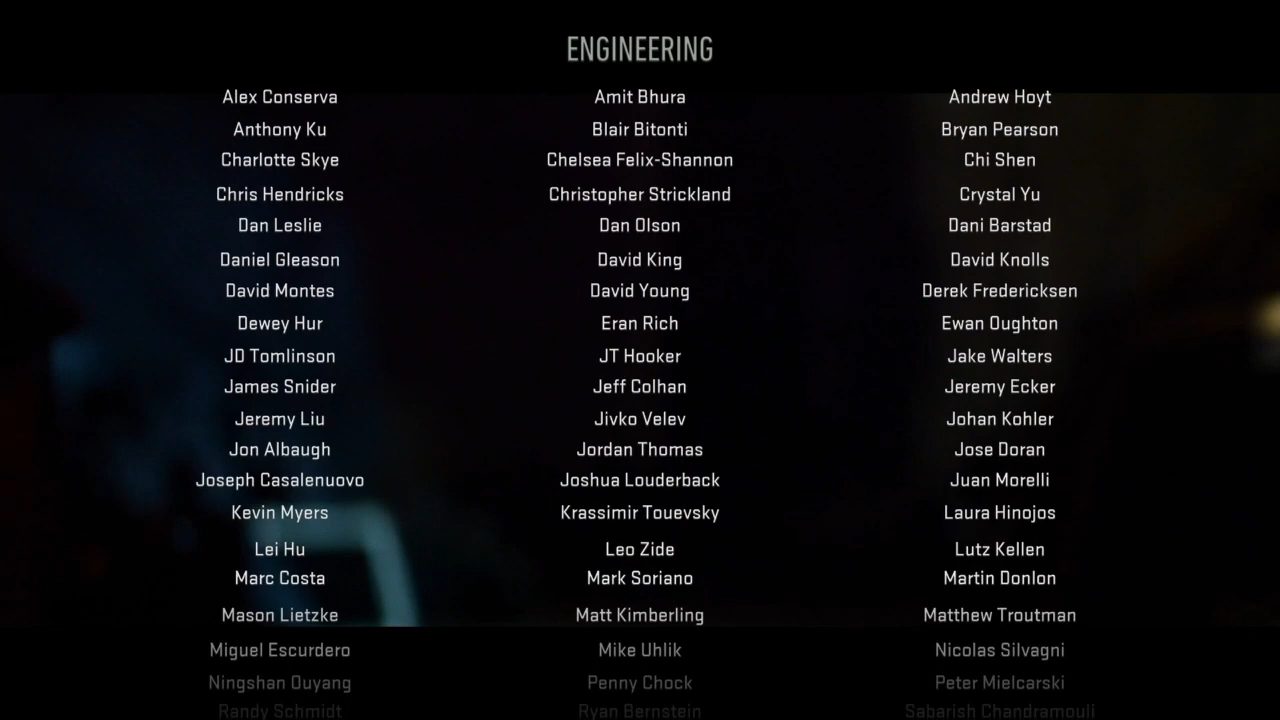 ENGINEERING
Alex Conserva Amit Bhura Andrew Hoyt
Anthony Ku Blair Bitonti Bryan Pearson
Charlotte Skye Chelsea Felix-Shannon Chi Shen
Chris Hendricks Christopher Strickland Crystal Yu
Dan Leslie Dan Olson Dani Barstad
Daniel Gleason David King David Knolls
David Montes David Young Derek Fredericksen
Dewey Hur Eran Rich Ewan Oughton
JD Tomlinson JT Hooker Jake Walters
James Snider Jeff Colhan Jeremy Ecker
Jeremy Liu Jivko Velev Johan Kohler
Jon Albaugh Jordan Thomas Jose Doran
Joseph Casalenuovo Joshua Louderback Juan Morelli
Kevin Myers Krassimir Touevsky Laura Hinojos
Lei Hu Leo Zide Lutz Kellen
Marc Costa Mark Soriano Martin Donlon
Mason Lietzke Matt Kimberling Matthew Troutman
Miguel Escurdero Mike Uhlik Nicolas Silvagni
Ningshan Ouyang Penny Chock Peter Mielcarski
Randy Schmidt Ryan Bernstein Sabarish Chandramouli